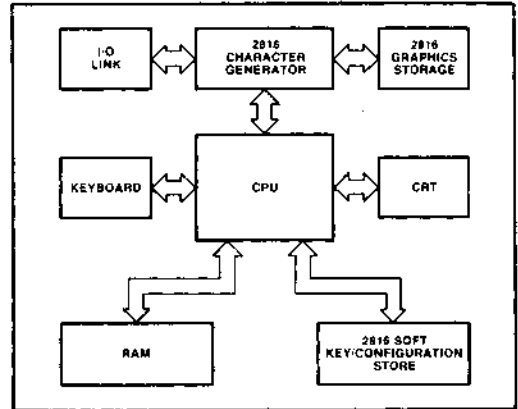 I-O
LINK
2816
CHARACTER
GENERATOR
2816
GRAPHICS
STORAGE
KEYBOARD
CPU
CRT
RAM
2816 SOFT
KEY/CONFIGURATION
STORE